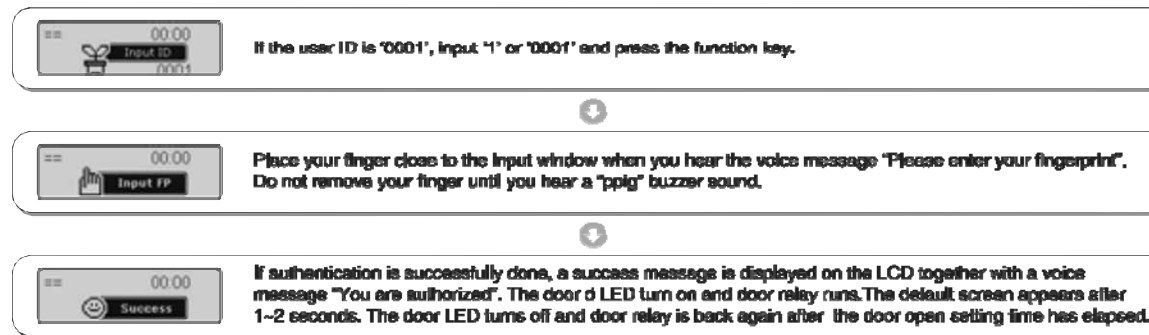 == 00:00
Input ID
0001
If the user ID is '0001', input '1' or '0001' and press the function key.
== 00:00
Input FP
Place your finger close to the input window when you hear the voice message "Please enter your fingerprint".
Do not remove your finger until you hear a "ppig" buzzer sound.
== 00:00
Success
If authentication is successfully done, a success message is displayed on the LCD together with a voice
message "You are authorized". The door d LED turn on and door relay runs.The default screen appears after
1~2 seconds. The door LED turns off and door relay is back again after the door open setting time has elapsed.